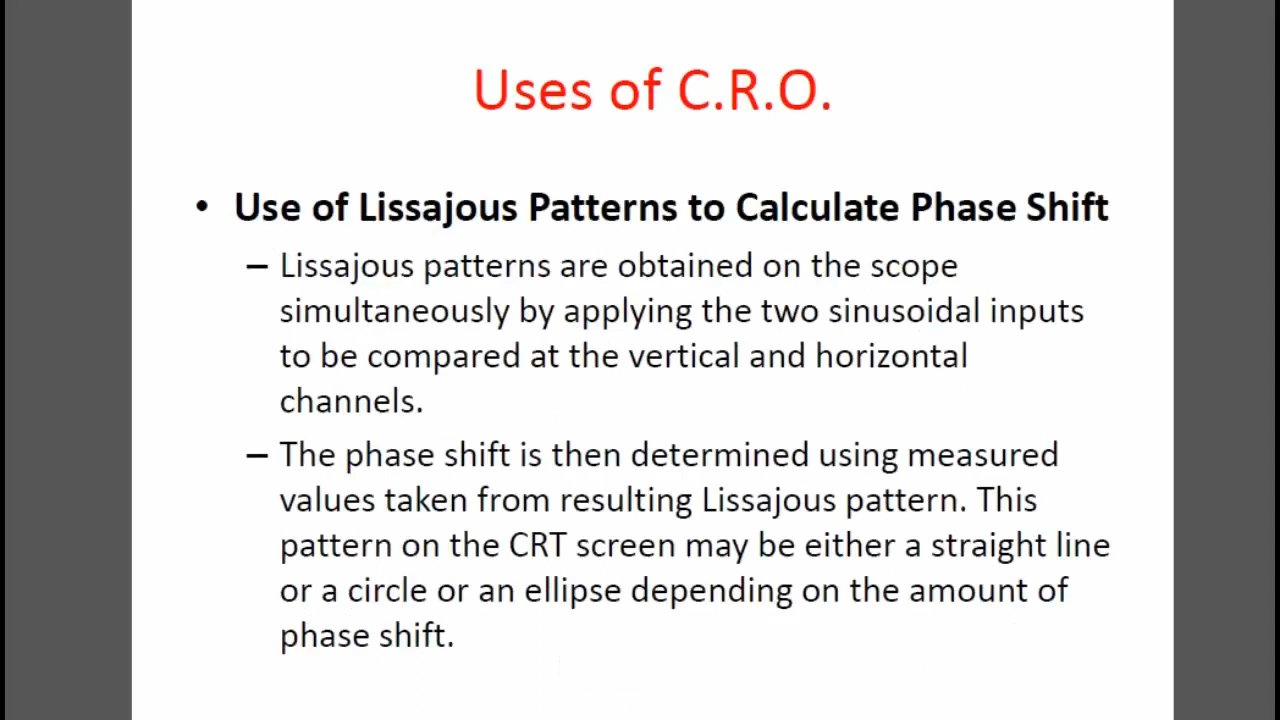 Uses of C.R.O.
• Use of Lissajous Patterns to Calculate Phase Shift
– Lissajous patterns are obtained on the scope
simultaneously by applying the two sinusoidal inputs
to be compared at the vertical and horizontal
channels.
– The phase shift is then determined using measured
values taken from resulting Lissajous pattern. This
pattern on the CRT screen may be either a straight line
or a circle or an ellipse depending on the amount of
phase shift.